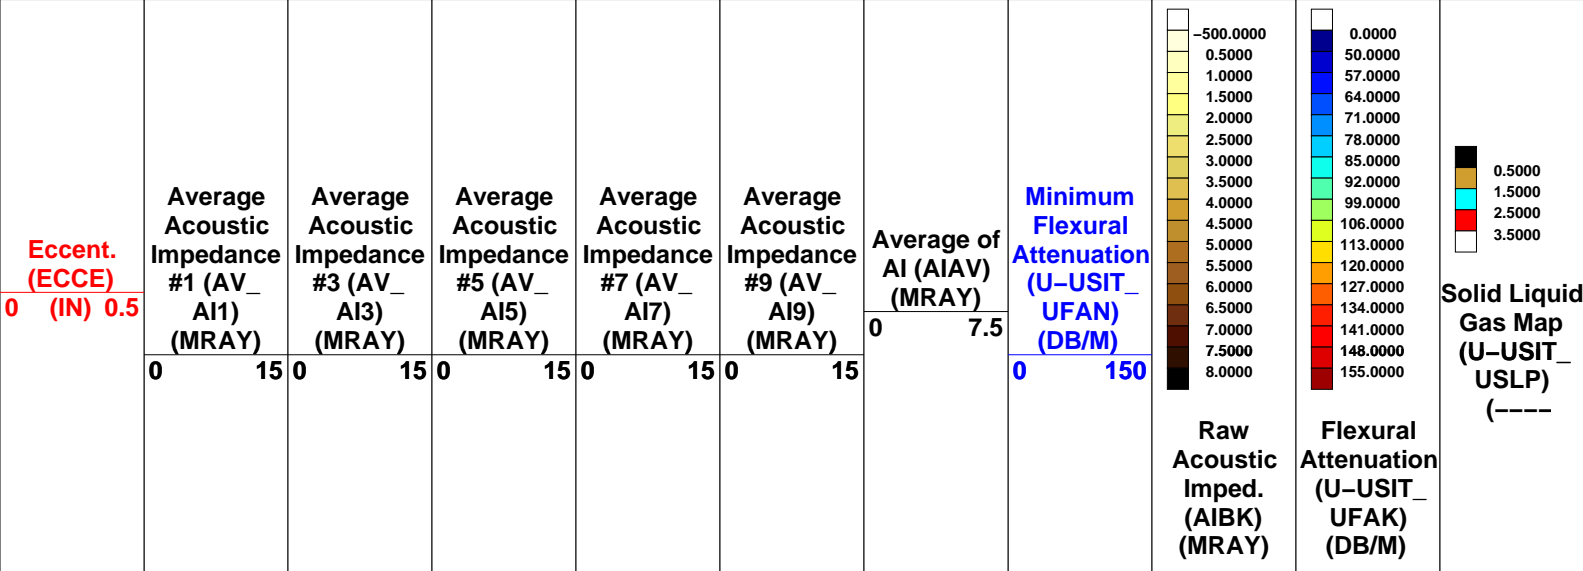 Eccent.
(ECCE)
0 (IN) 0.5
Average
Acoustic
Impedance
#1 (AV_
AI1)
(MRAY)
0 15
Average
Acoustic
Impedance
#3 (AV_
AI3)
(MRAY)
0 15
Average
Acoustic
Impedance
#5 (AV_
AI5)
(MRAY)
0 15
Average
Acoustic
Impedance
#7 (AV_
AI7)
(MRAY)
0 15
Average
Acoustic
Impedance
#9 (AV_
AI9)
(MRAY)
0 15
Average of
AI (AIAV)
(MRAY)
0 7.5
Minimum
Flexural
Attenuation
(U−USIT_
UFAN)
(DB/M)
0 150
−500.0000
0.5000
1.0000
1.5000
2.0000
2.5000
3.0000
3.5000
4.0000
4.5000
5.0000
5.5000
6.0000
6.5000
7.0000
7.5000
8.0000
Raw
Acoustic
Imped.
(AIBK)
(MRAY)
0.0000
50.0000
57.0000
64.0000
71.0000
78.0000
85.0000
92.0000
99.0000
106.0000
113.0000
120.0000
127.0000
134.0000
141.0000
148.0000
155.0000
Flexural
Attenuation
(U−USIT_
UFAK)
(DB/M)
0.5000
1.5000
2.5000
3.5000
Solid Liquid
Gas Map
(U−USIT_
USLP)
(−−−−